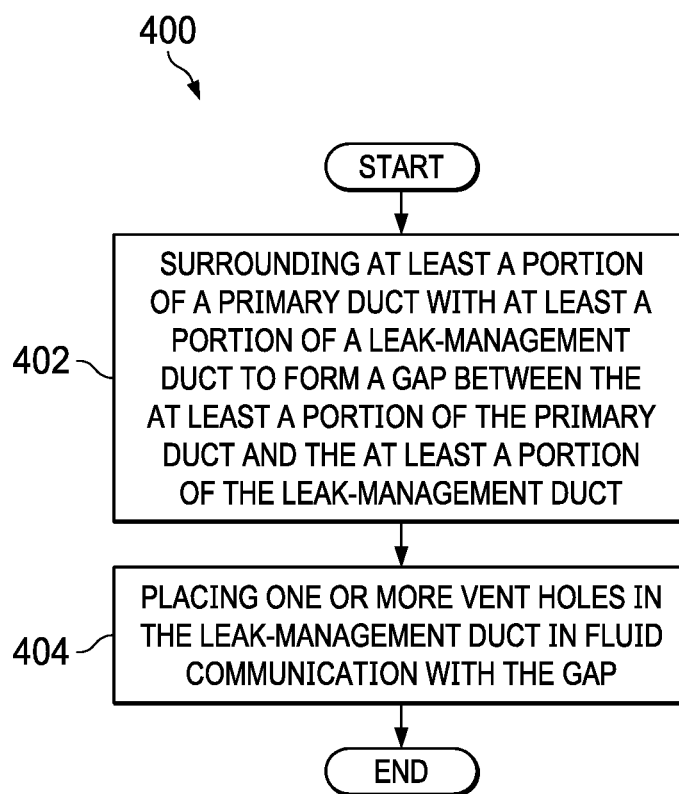 400
START
402
SURROUNDING AT LEAST A PORTION
OF A PRIMARY DUCT WITH AT LEAST A
PORTION OF A LEAK-MANAGEMENT
DUCT TO FORM A GAP BETWEEN THE
AT LEAST A PORTION OF THE PRIMARY
DUCT AND THE AT LEAST A PORTION
OF THE LEAK-MANAGEMENT DUCT
404
PLACING ONE OR MORE VENT HOLES IN
THE LEAK-MANAGEMENT DUCT IN FLUID
COMMUNICATION WITH THE GAP
END